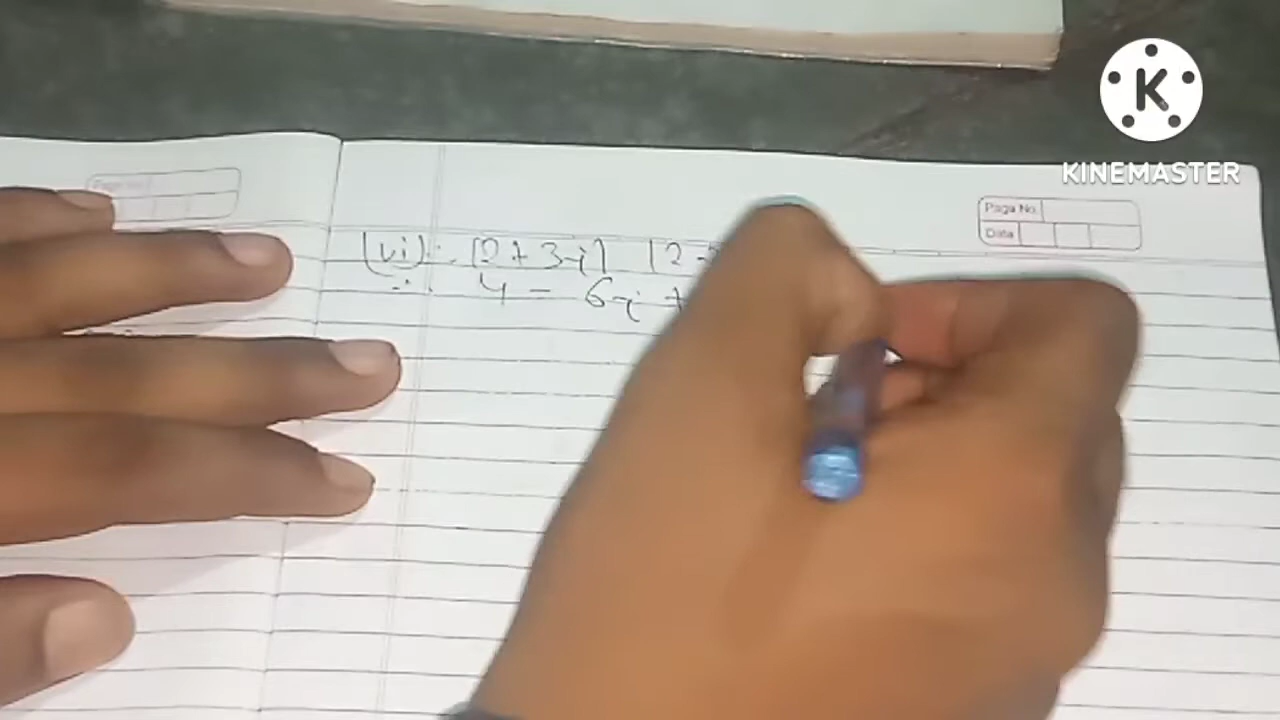 K
KINEMASTER
Page No.
Date
(vi): (2 + 3i) (2 -
∴ 4 - 6i +